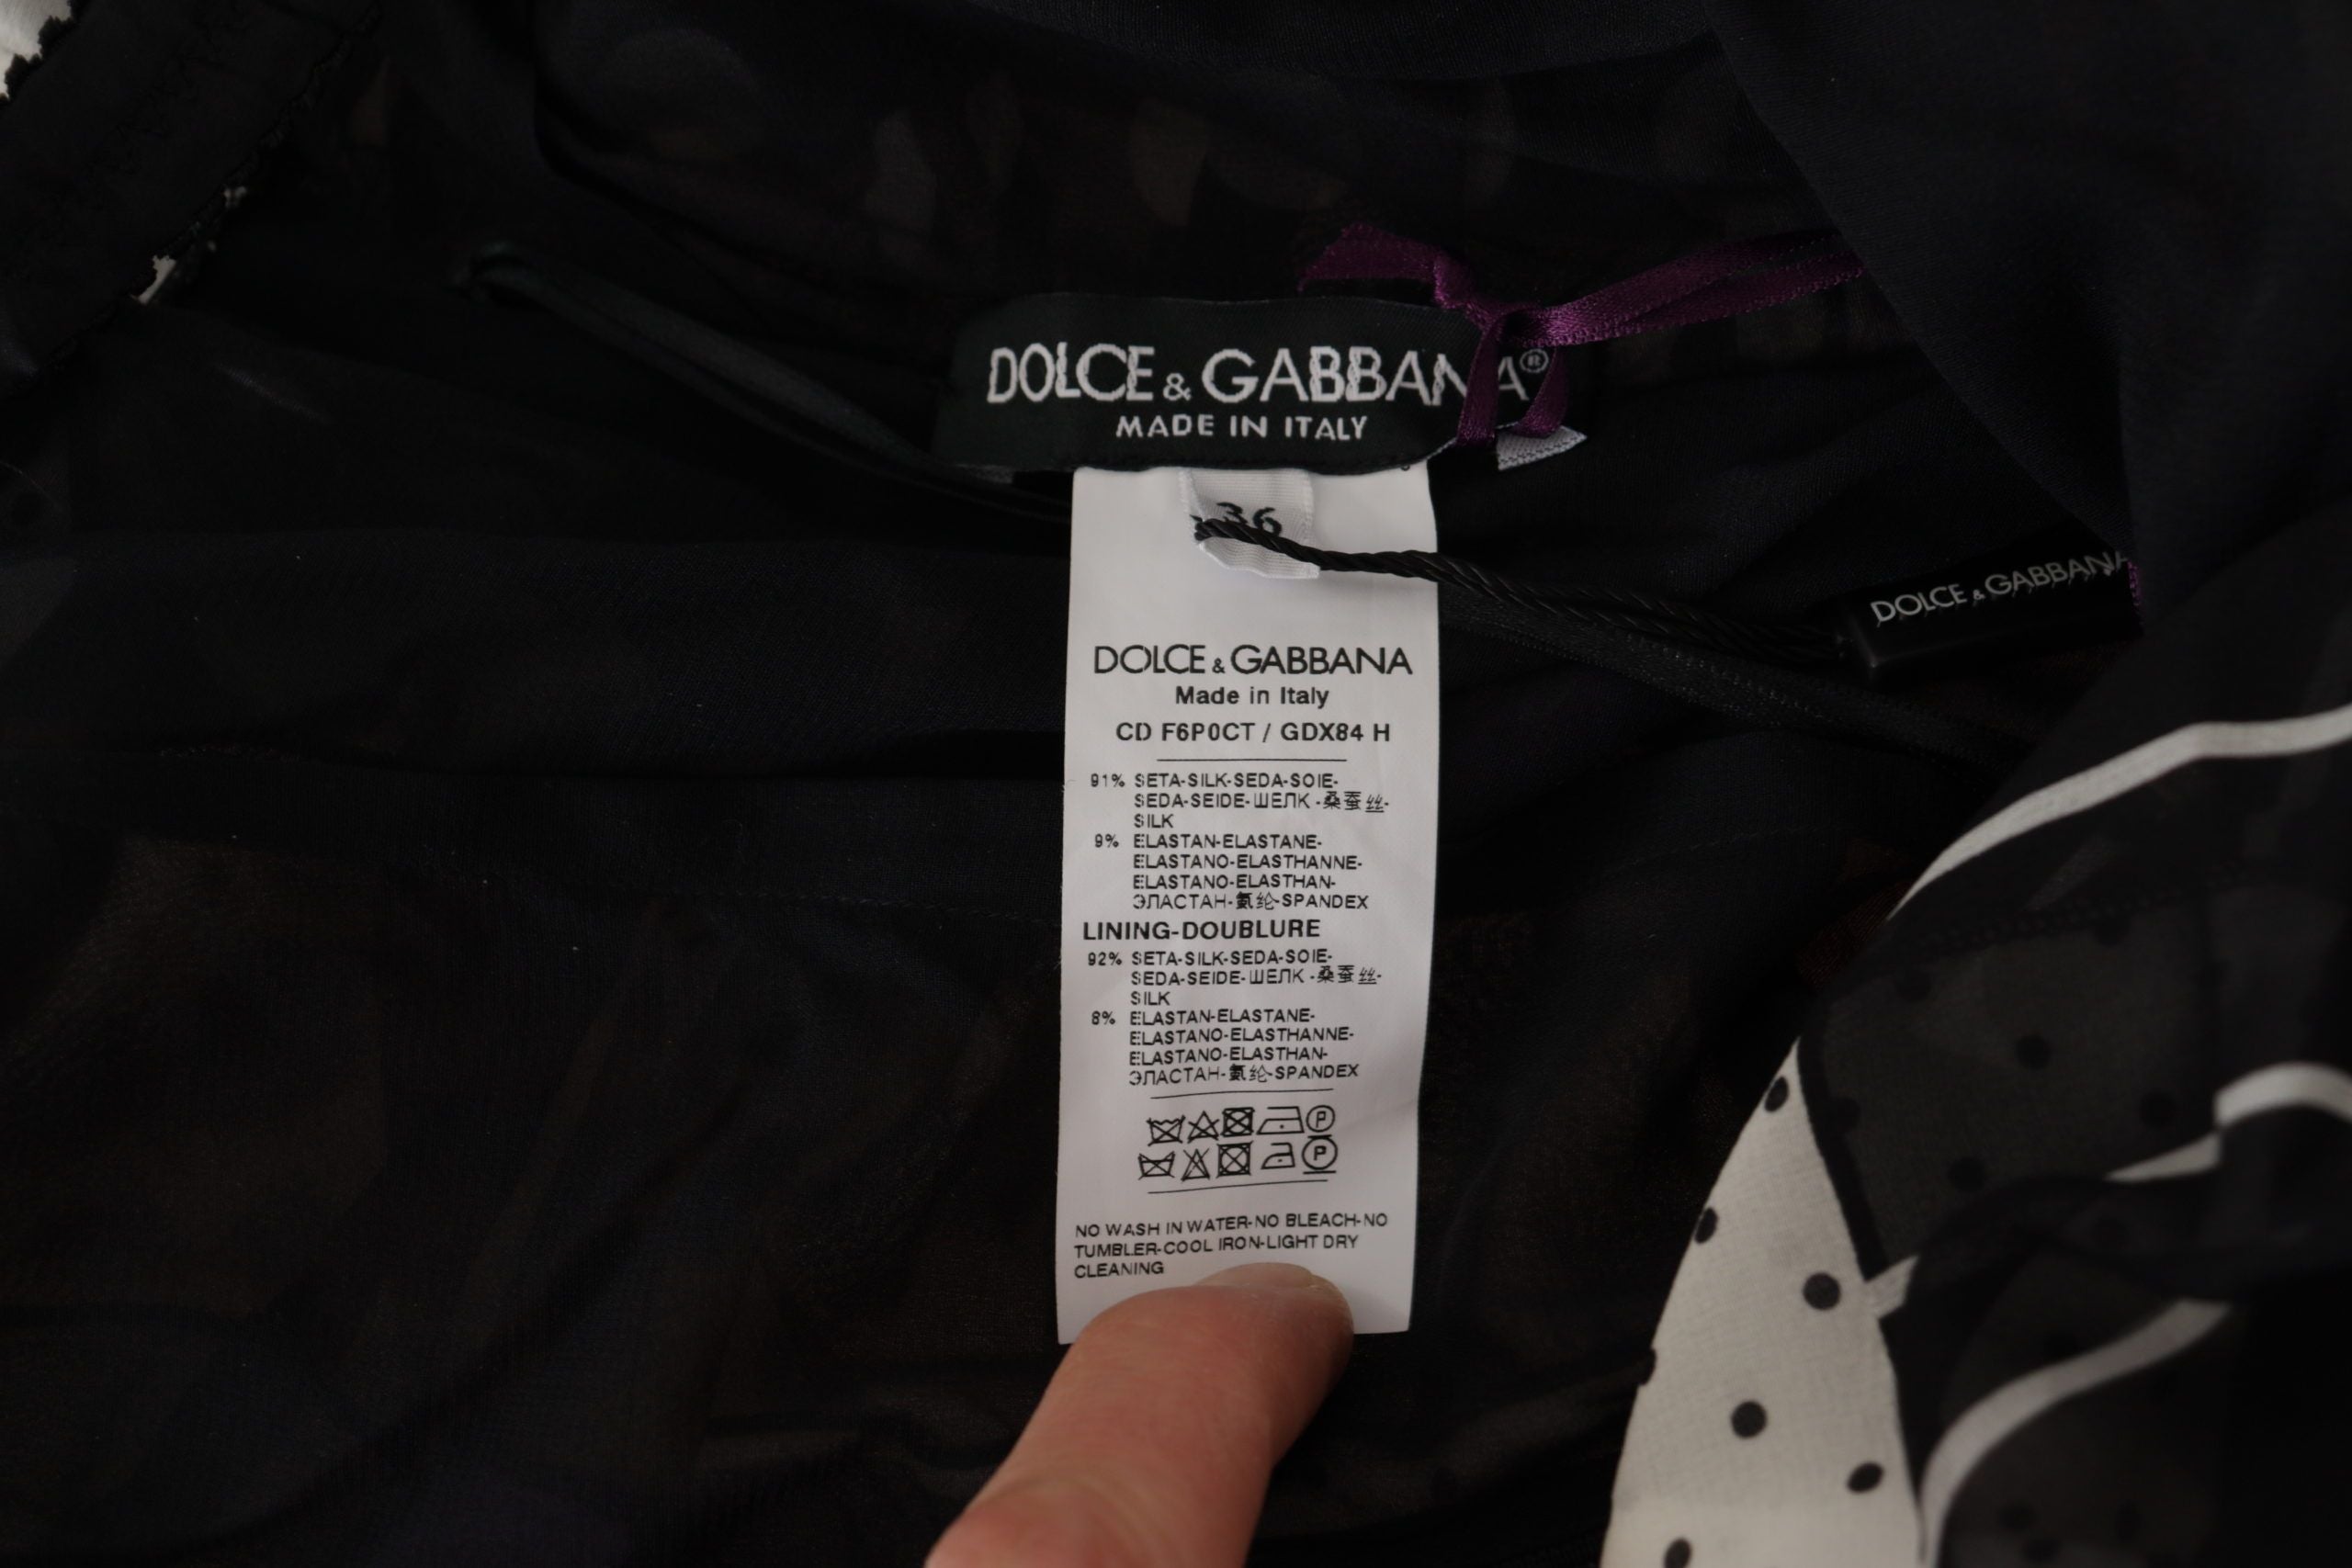 DOLCE & GABBANA®
MADE IN ITALY
36
DOLCE & GABBANA
DOLCE & GABBANA
Made in Italy
CD F6P0CT / GDX84 H
91% SETA-SILK-SEDA-SOIE-
SEDA-SEIDE-ШЕЛК-桑蚕丝-
SILK
9% ELASTAN-ELASTANE-
ELASTANO-ELASTHANNE-
ELASTANO-ELASTHAN-
ЭЛАСТАН-氨纶-SPANDEX
LINING-DOUBLURE
92% SETA-SILK-SEDA-SOIE-
SEDA-SEIDE-ШЕЛК-桑蚕丝-
SILK
8% ELASTAN-ELASTANE-
ELASTANO-ELASTHANNE-
ELASTANO-ELASTHAN-
ЭЛАСТАН-氨纶-SPANDEX
P
P
NO WASH IN WATER-NO BLEACH-NO
TUMBLER-COOL IRON-LIGHT DRY
CLEANING